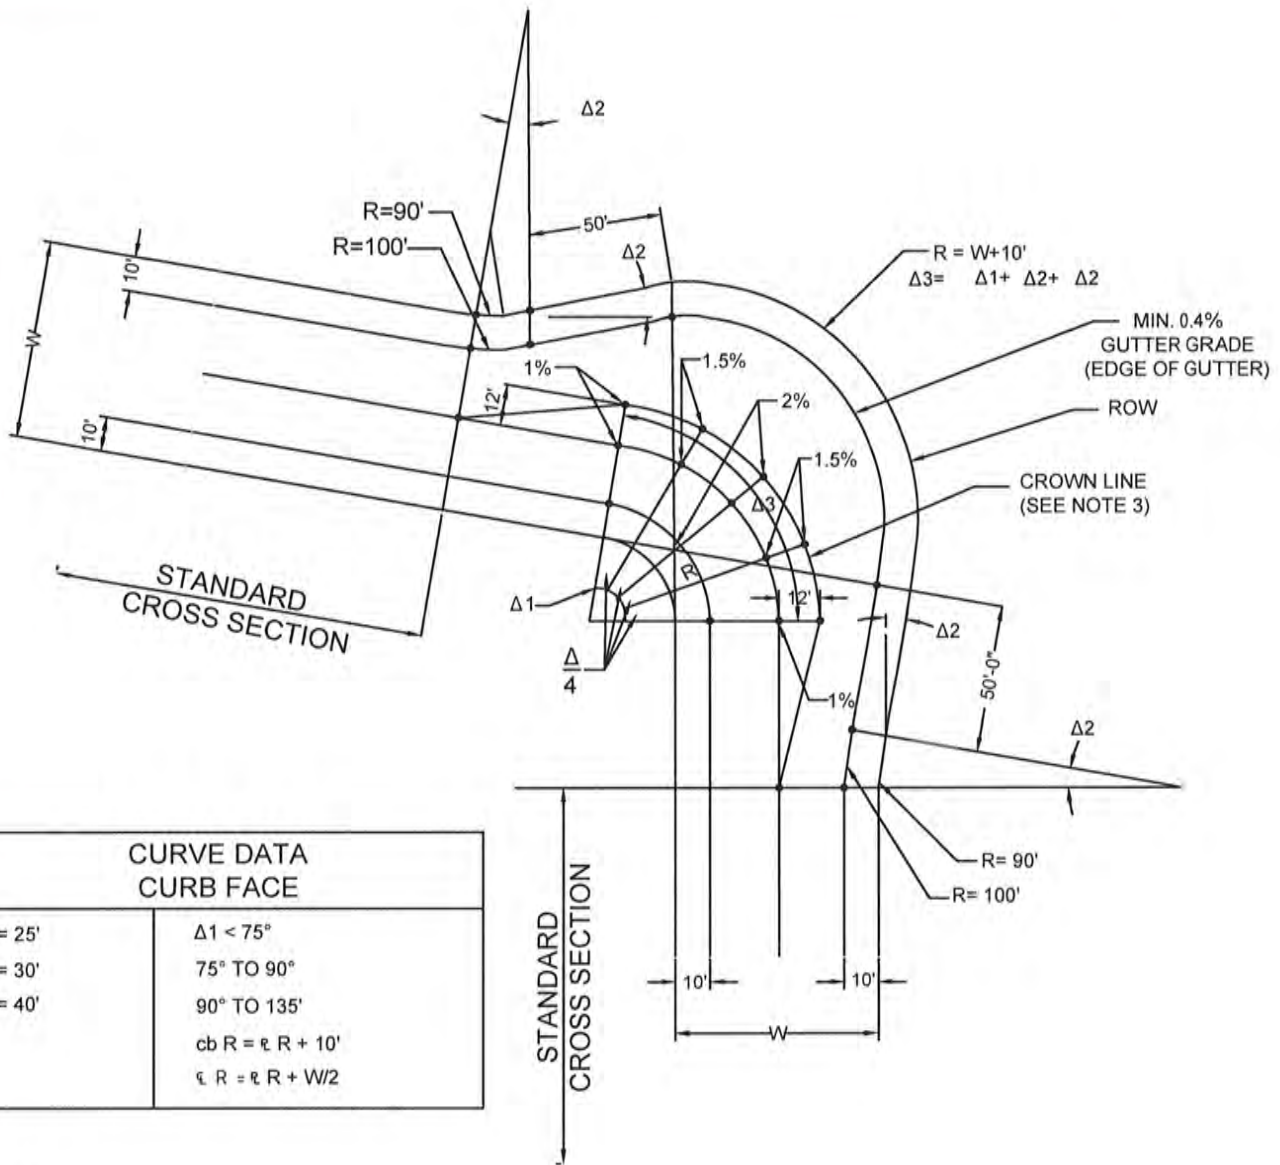 Δ2
R=90'
R=100'
50'
Δ2
R = W+10'
Δ3= Δ1+ Δ2+ Δ2
10'
W
MIN. 0.4%
GUTTER GRADE
(EDGE OF GUTTER)
1%
1.5%
12'
2%
ROW
10'
1.5%
CROWN LINE
(SEE NOTE 3)
Δ3
STANDARD
CROSS SECTION
R
Δ1
12'
Δ2
Δ
4
50'-0"
1%
Δ2
R= 90'
R= 100'
CURVE DATA
CURB FACE
= 25'
Δ1 < 75°
= 30'
75° TO 90°
= 40'
90° TO 135'
cb R = ⅊ R + 10'
℄ R = ⅊ R + W/2
STANDARD
CROSS SECTION
10'
10'
W